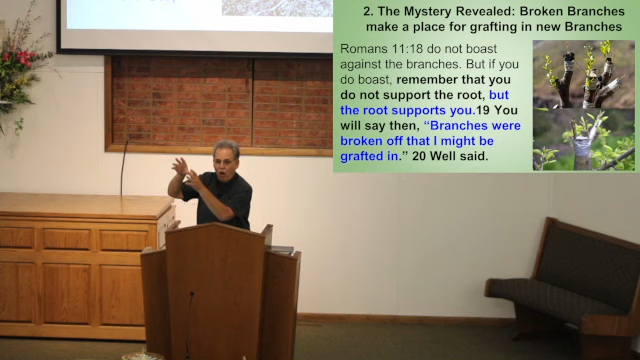 2. The Mystery Revealed: Broken Branches
make a place for grafting in new Branches
Romans 11:18 do not boast
against the branches. But if you
do boast, remember that you
do not support the root, but
the root supports you.19 You
will say then, “Branches were
broken off that I might be
grafted in.” 20 Well said.